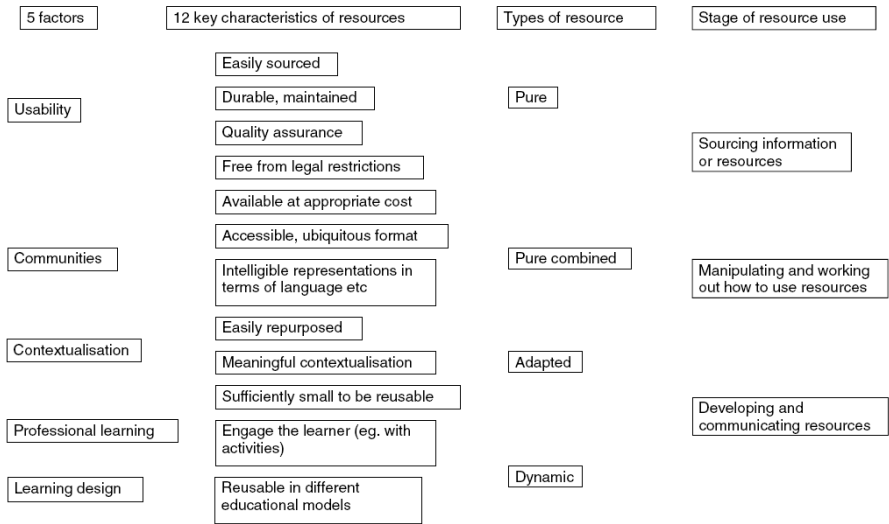 5 factors
12 key characteristics of resources
Types of resource
Stage of resource use
Usability
Communities
Contextualisation
Professional learning
Learning design
Easily sourced
Durable, maintained
Quality assurance
Free from legal restrictions
Available at appropriate cost
Accessible, ubiquitous format
Intelligible representations in
terms of language etc
Easily repurposed
Meaningful contextualisation
Sufficiently small to be reusable
Engage the learner (eg. with
activities)
Reusable in different
educational models
Pure
Pure combined
Adapted
Dynamic
Sourcing information
or resources
Manipulating and working
out how to use resources
Developing and
communicating resources